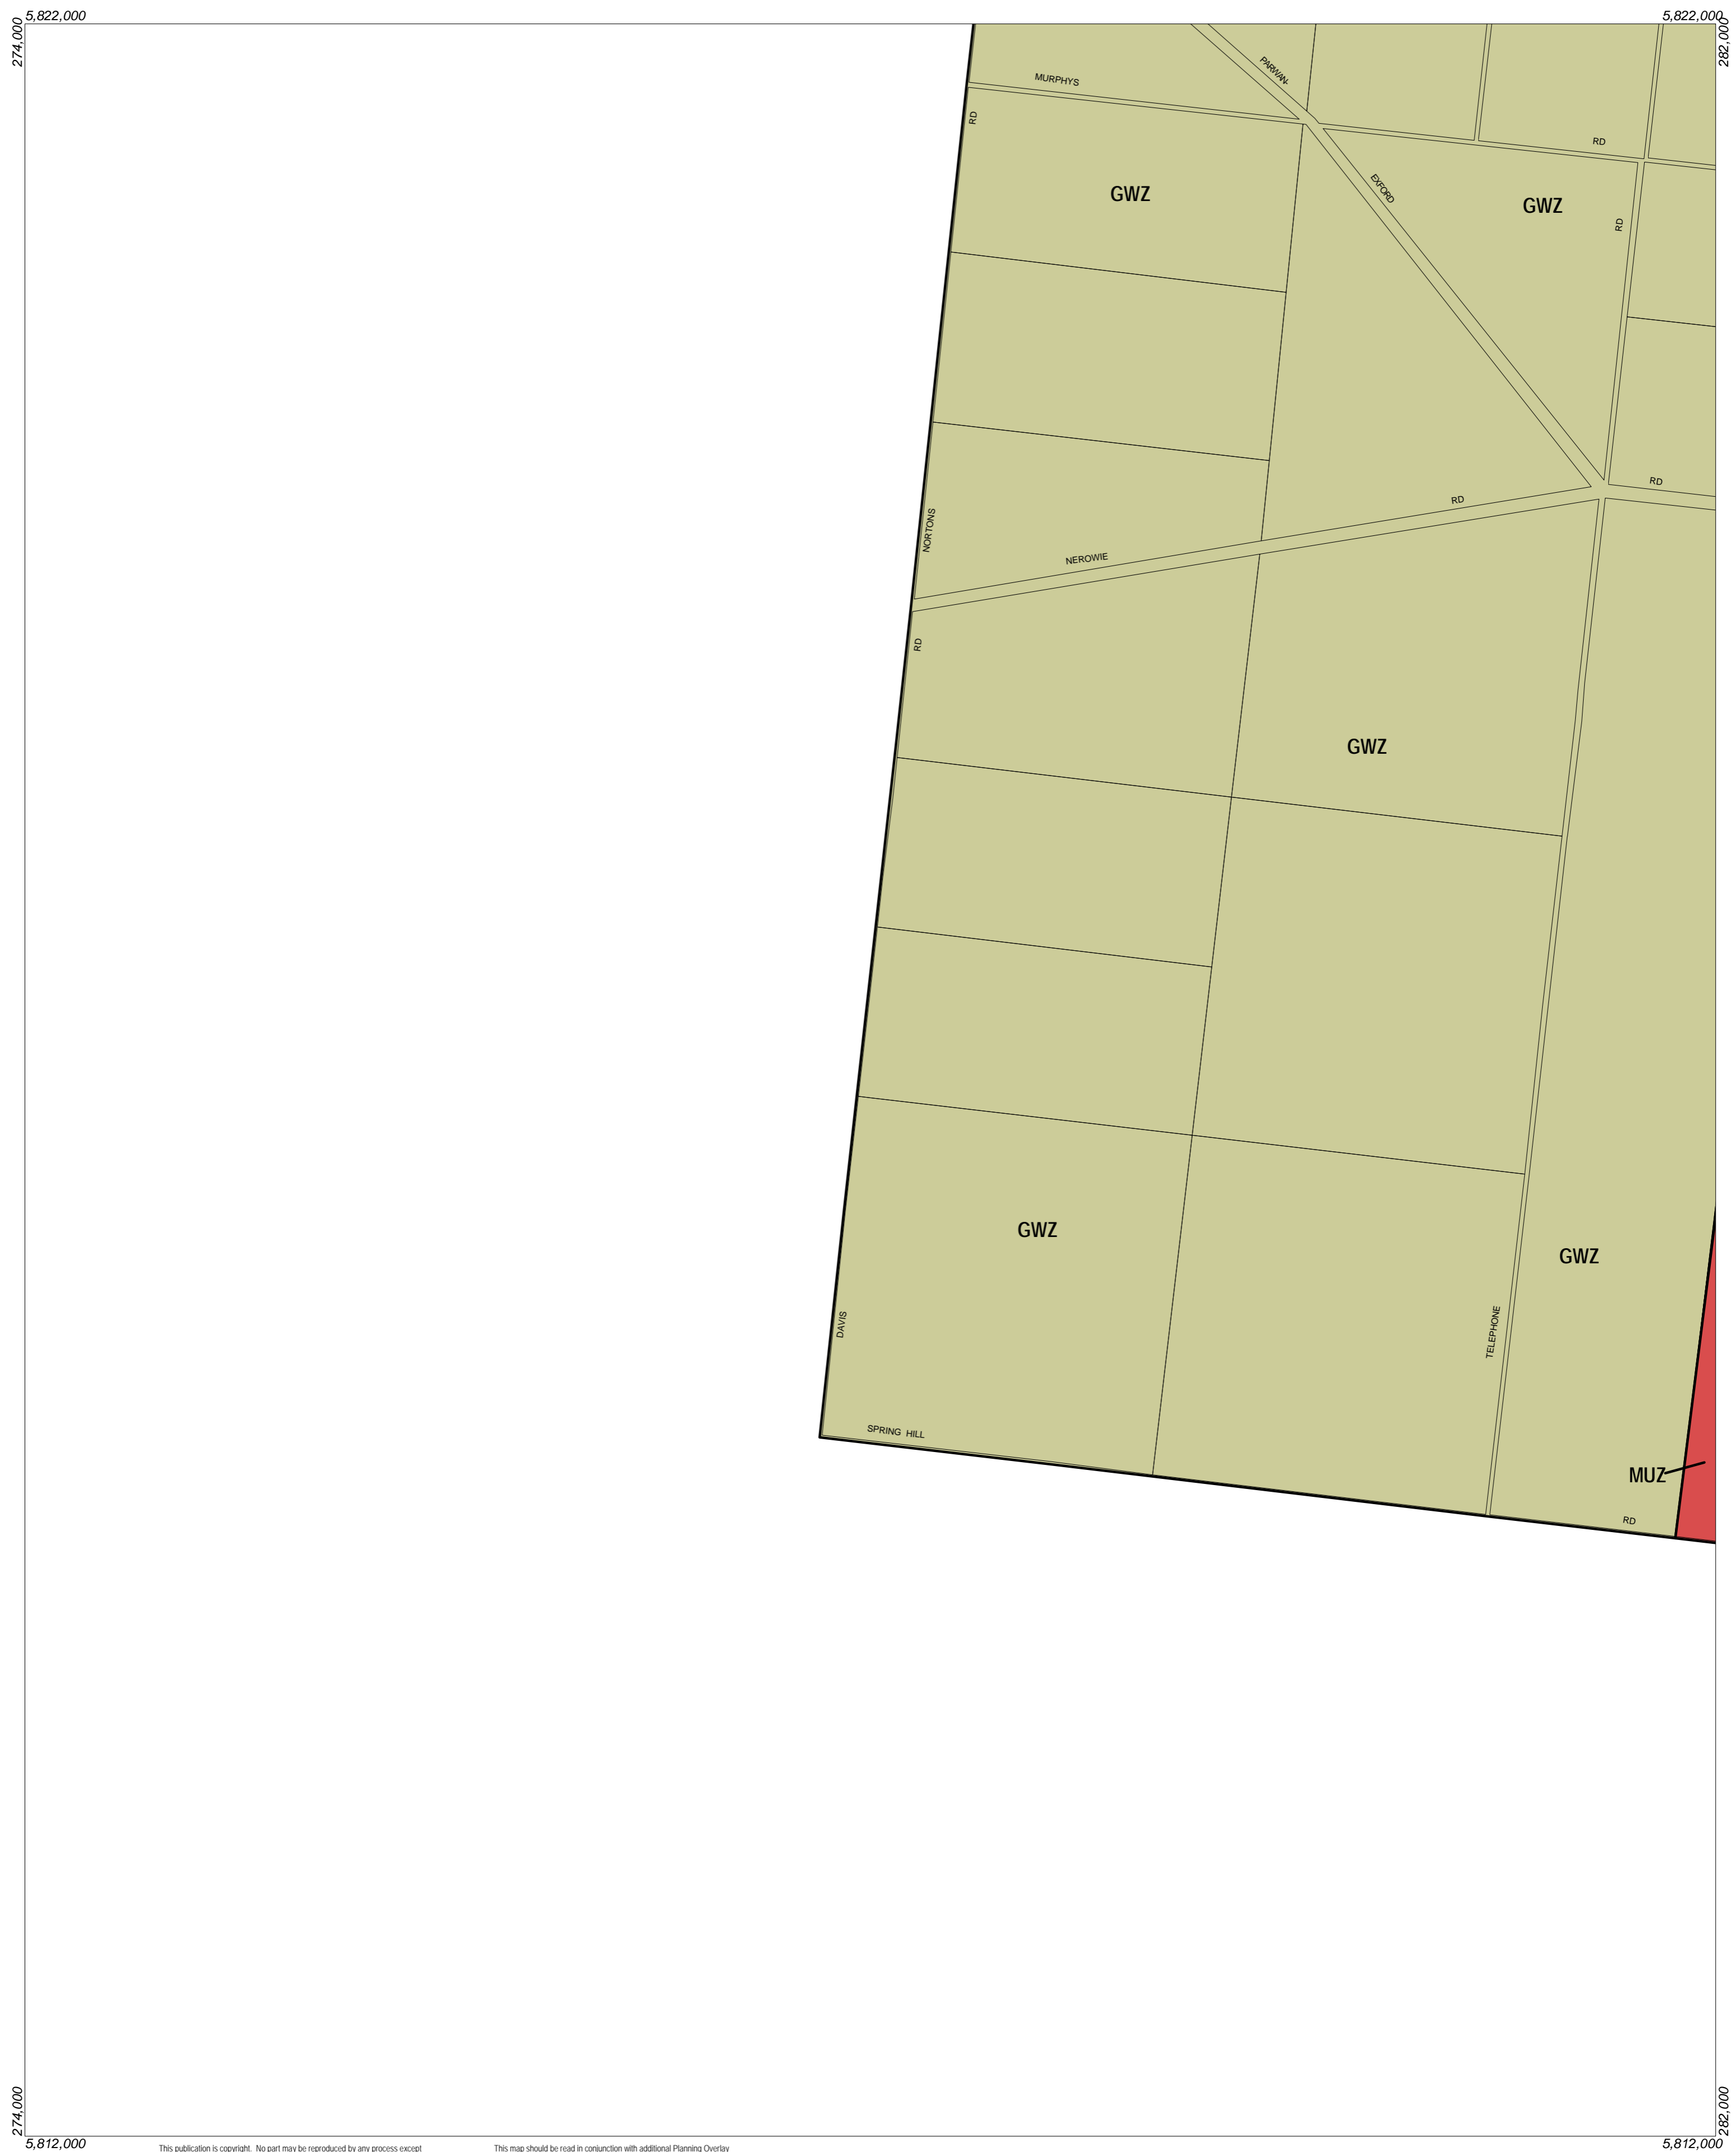 5,822,000
5,822,000
274,000
282,000
PARWAN-
MURPHYS
RD
RD
EXFORD
GWZ
GWZ
RD
RD
RD
NORTONS
NEROWIE
RD
GWZ
GWZ
GWZ
DAVIS
TELEPHONE
SPRING HILL
MUZ
RD
274,000
282,000
5,812,000
5,812,000
This publication is copyright. No part may be reproduced by any process except
This map should be read in conjunction with additional Planning Overlay